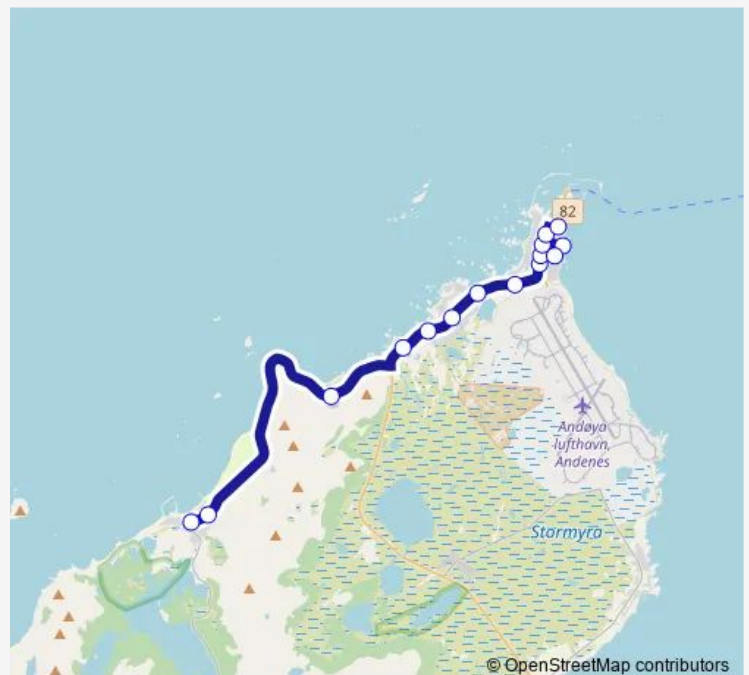 82
Andøya
lufthavn,
Andenes
Stormyra
© OpenStreetMap contributors